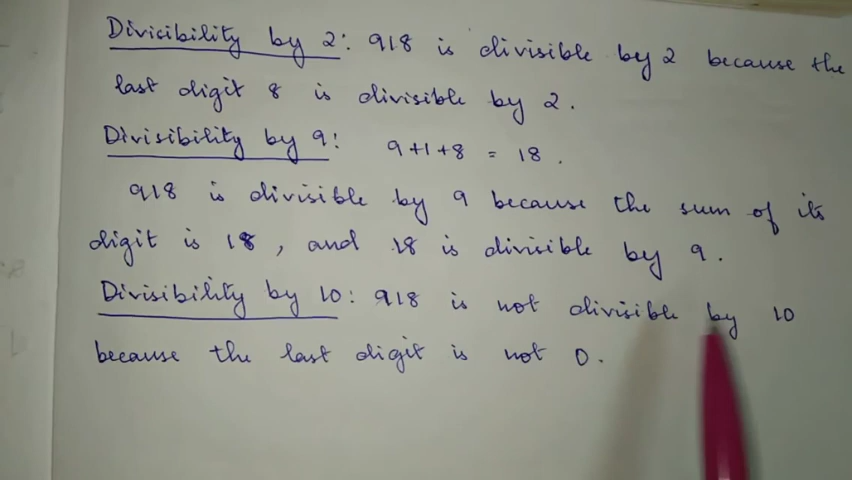 Divicibility by 2: 918 is divisible by 2 because the
last digit 8 is divisible by 2.
Divisibility by 9: 9+1+8 = 18.
918 is divisible by 9 because the sum of its
digit is 18, and 18 is divisible by 9.
Divisibility by 10: 918 is not divisible by 10
because the last digit is not 0.